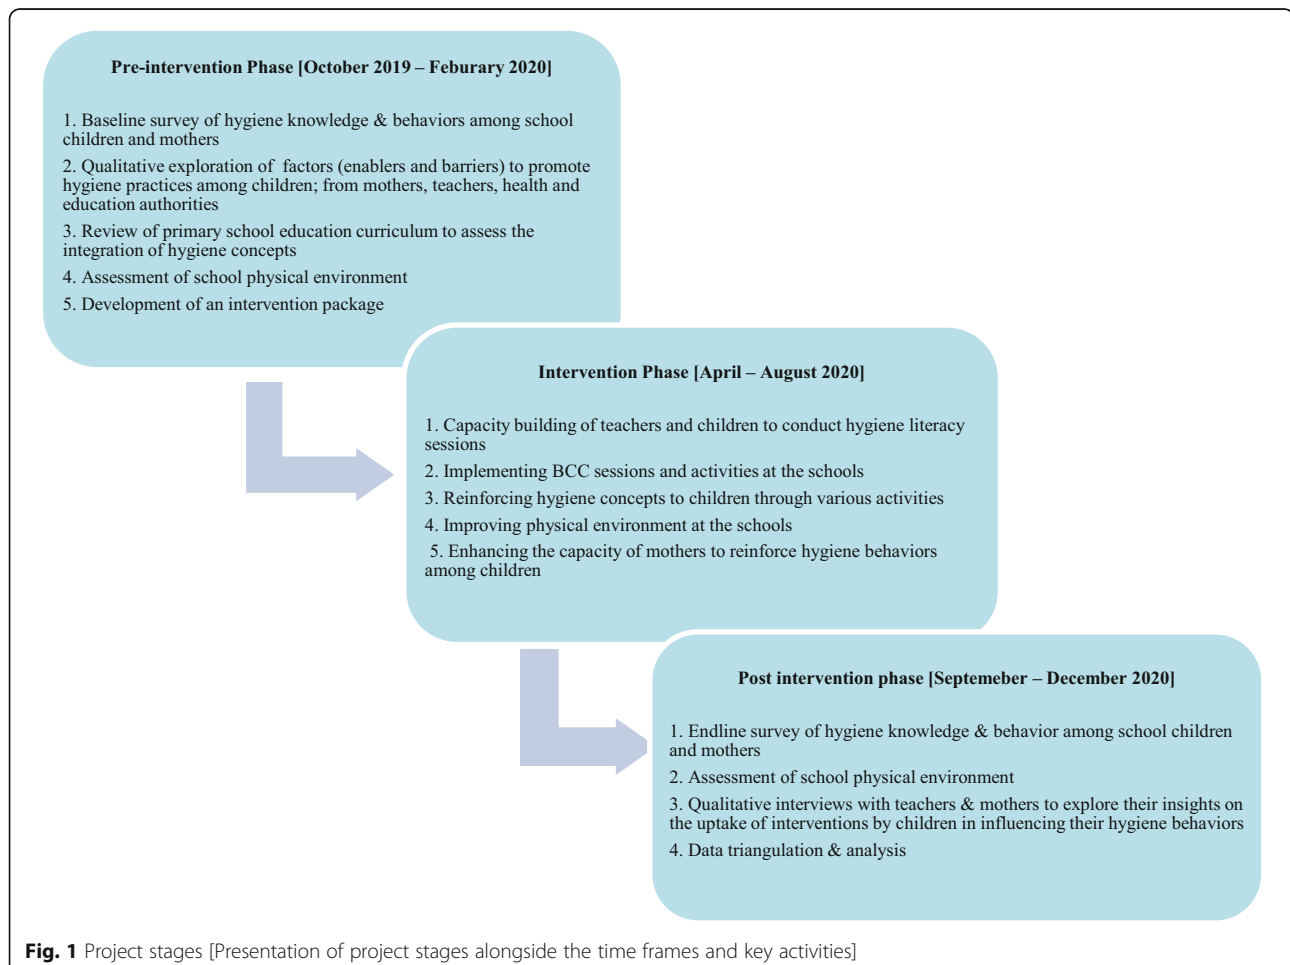 Pre-intervention Phase [October 2019 – Feburary 2020]
1. Baseline survey of hygiene knowledge & behaviors among school
children and mothers
2. Qualitative exploration of factors (enablers and barriers) to promote
hygiene practices among children; from mothers, teachers, health and
education authorities
3. Review of primary school education curriculum to assess the
integration of hygiene concepts
4. Assessment of school physical environment
5. Development of an intervention package
Intervention Phase [April – August 2020]
1. Capacity building of teachers and children to conduct hygiene literacy
sessions
2. Implementing BCC sessions and activities at the schools
3. Reinforcing hygiene concepts to children through various activities
4. Improving physical environment at the schools
5. Enhancing the capacity of mothers to reinforce hygiene behaviors
among children
Post intervention phase [Septemeber – December 2020]
1. Endline survey of hygiene knowledge & behavior among school children
and mothers
2. Assessment of school physical environment
3. Qualitative interviews with teachers & mothers to explore their insights on
the uptake of interventions by children in influencing their hygiene behaviors
4. Data triangulation & analysis
Fig. 1 Project stages [Presentation of project stages alongside the time frames and key activities]